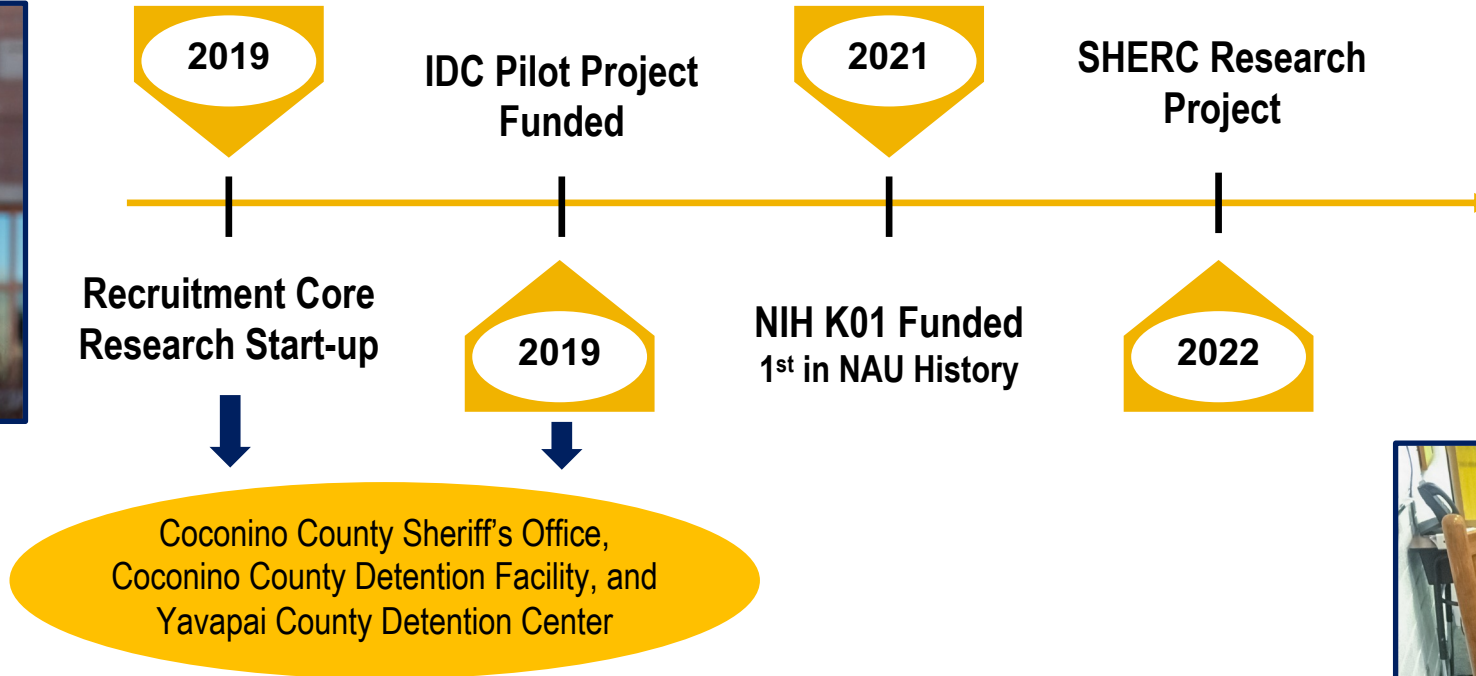 2019
Recruitment Core
Research Start-up
IDC Pilot Project
Funded
2019
2021
NIH K01 Funded
1st in NAU History
SHERC Research
Project
2022
Coconino County Sheriff’s Office,
Coconino County Detention Facility, and
Yavapai County Detention Center